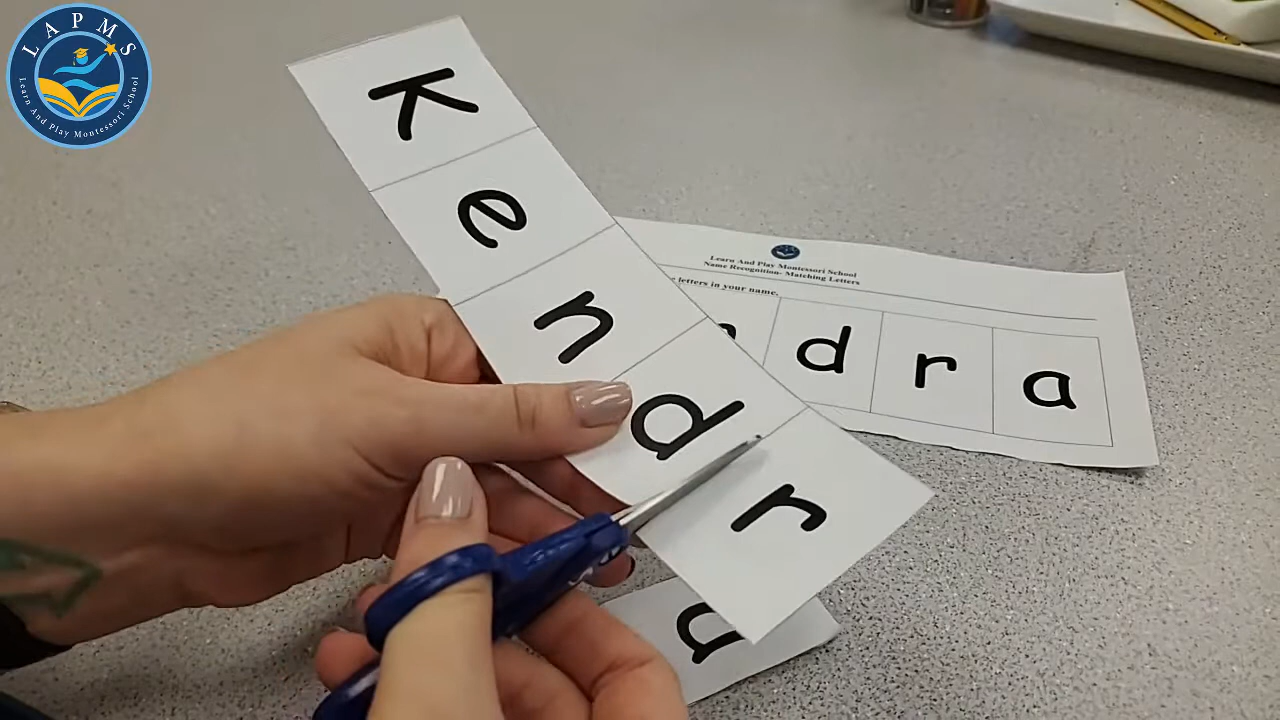 LAPMS
Learn And Play Montessori School
K
e
n
d
r
a
Learn And Play Montessori School
Name Recognition- Matching Letters
letters in your name.
d r a